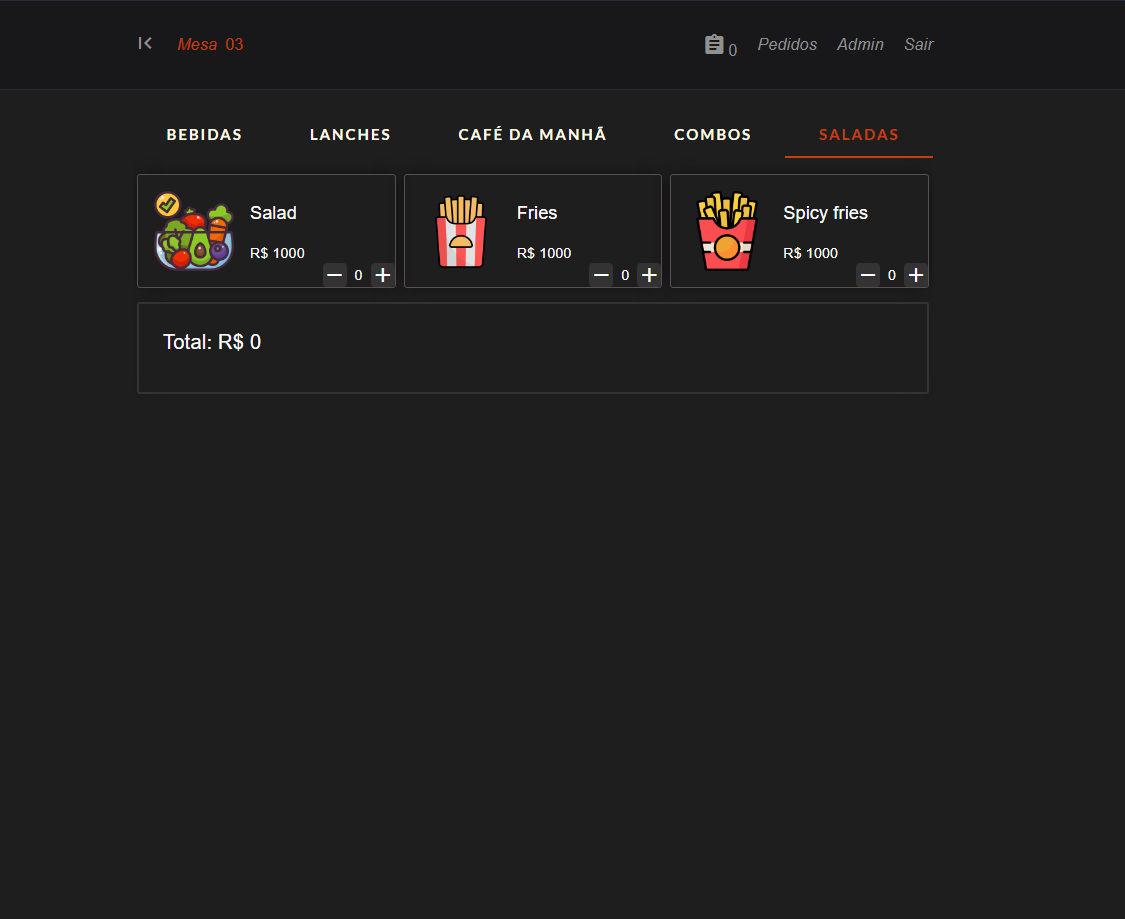 Mesa 03
0 Pedidos Admin Sair
BEBIDAS LANCHES CAFÉ DA MANHÃ COMBOS SALADAS
Salad
R$ 1000
0
Fries
R$ 1000
0
Spicy fries
R$ 1000
0
Total: R$ 0